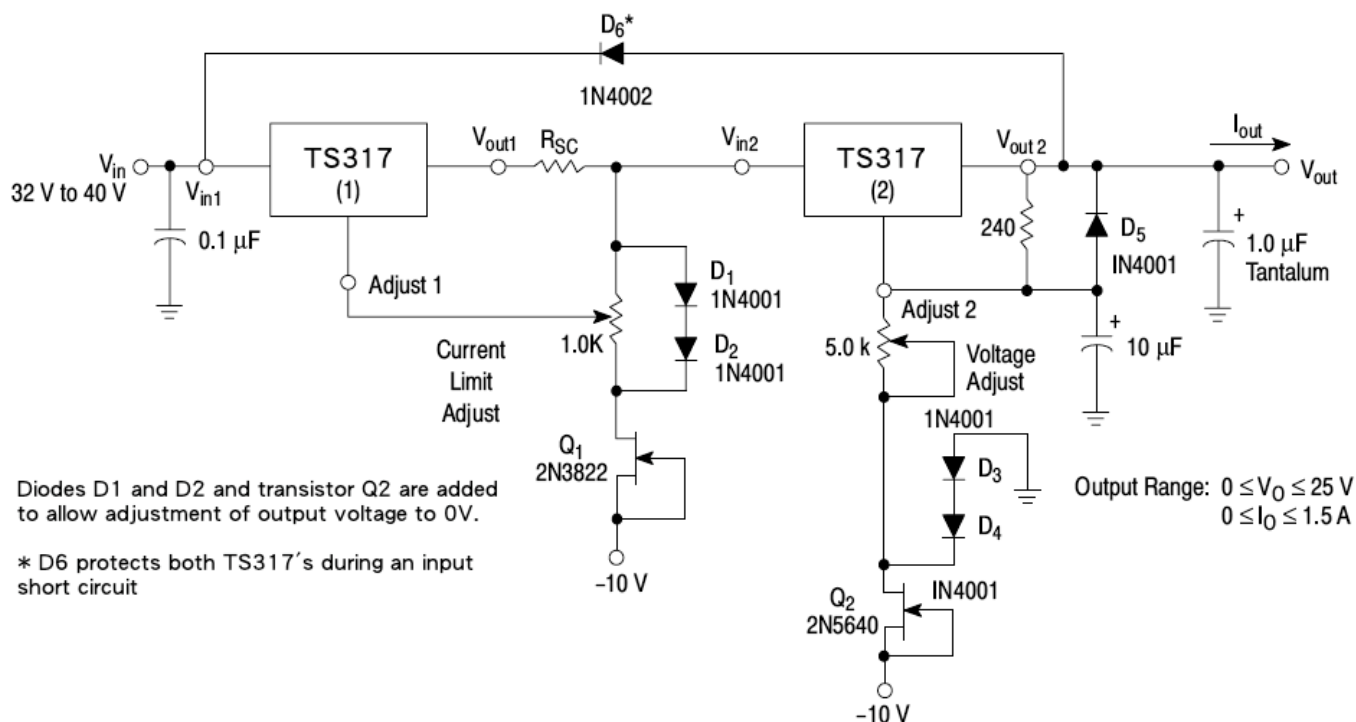 D6*
1N4002
Vin
32 V to 40 V
Vin1
0.1 μF
TS317
(1)
Vout1
RSC
Vin2
TS317
(2)
Vout 2
Iout
Vout
240
D5
IN4001
+
1.0 μF
Tantalum
Adjust 1
1.0K
D1
1N4001
D2
1N4001
Current
Limit
Adjust
Adjust 2
5.0 k
Voltage
Adjust
+
10 μF
Q1
2N3822
–10 V
1N4001
D3
D4
IN4001
Q2
2N5640
–10 V
Output Range: 0 ≤ VO ≤ 25 V
0 ≤ IO ≤ 1.5 A
Diodes D1 and D2 and transistor Q2 are added
to allow adjustment of output voltage to 0V.
* D6 protects both TS317´s during an input
short circuit